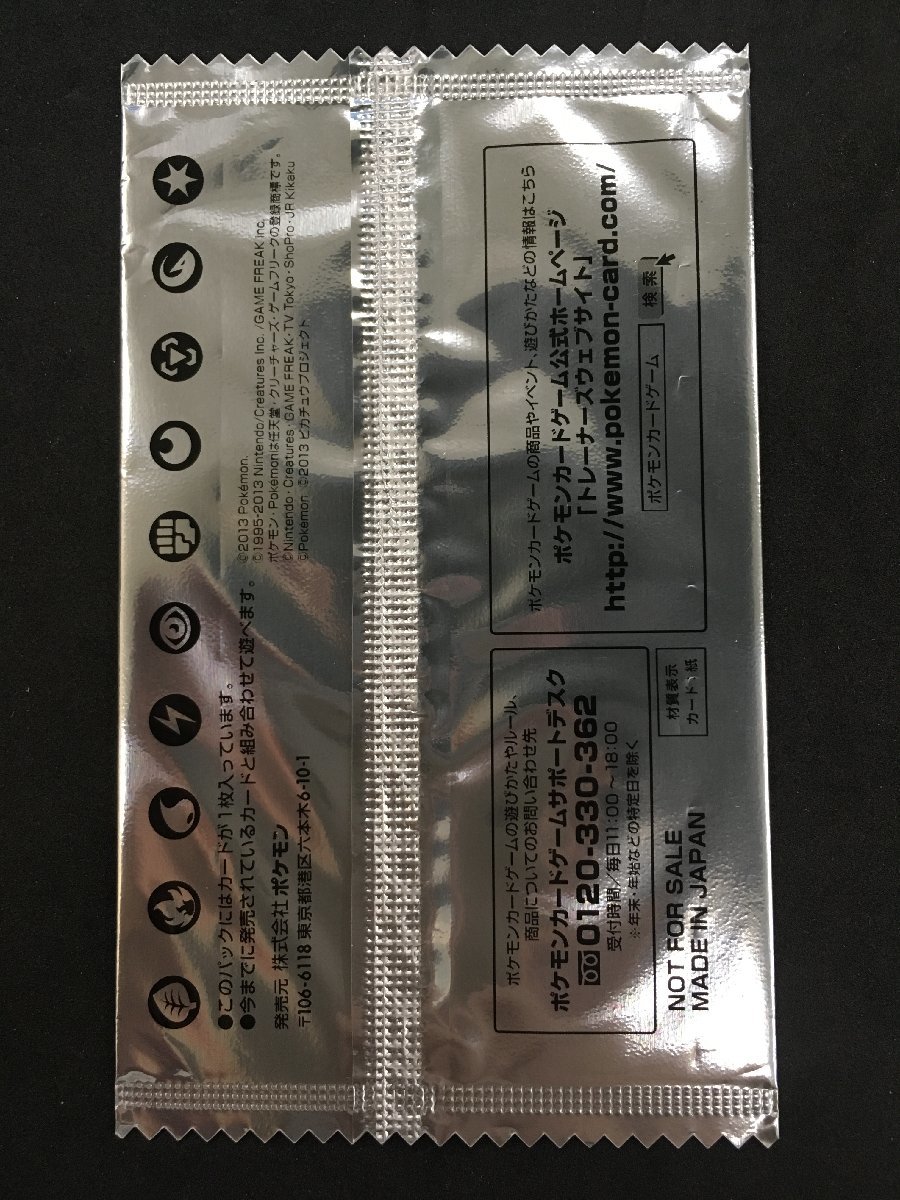 ●このパックにはカードが1枚入っています。
●今までに発売されているカードと組み合わせて遊べます。
発売元 株式会社ポケモン
〒106-6118 東京都港区六本木6-10-1
©2013 Pokémon.
©1995-2013 Nintendo/Creatures Inc./GAME FREAK inc.
ポケモン・Pokémonは任天堂・クリーチャーズ・ゲームフリークの登録商標です。
©Nintendo・Creatures・GAME FREAK・TV Tokyo・ShoPro・JR Kikaku
©Pokémon ©2013 ピカチュウプロジェクト
ポケモンカードゲームの遊びかたやルール、
商品についてのお問い合わせ先
ポケモンカードゲームサポートデスク
0120-330-362
受付時間/毎日11:00〜18:00
※年末・年始などの特定日を除く
NOT FOR SALE
MADE IN JAPAN
材質表示
カード:紙
ポケモンカードゲームの商品やイベント、遊びかたなどの情報はこちら
ポケモンカードゲーム公式ホームページ
「トレーナーズウェブサイト」
http://www.pokemon-card.com/
ポケモンカードゲーム 検索